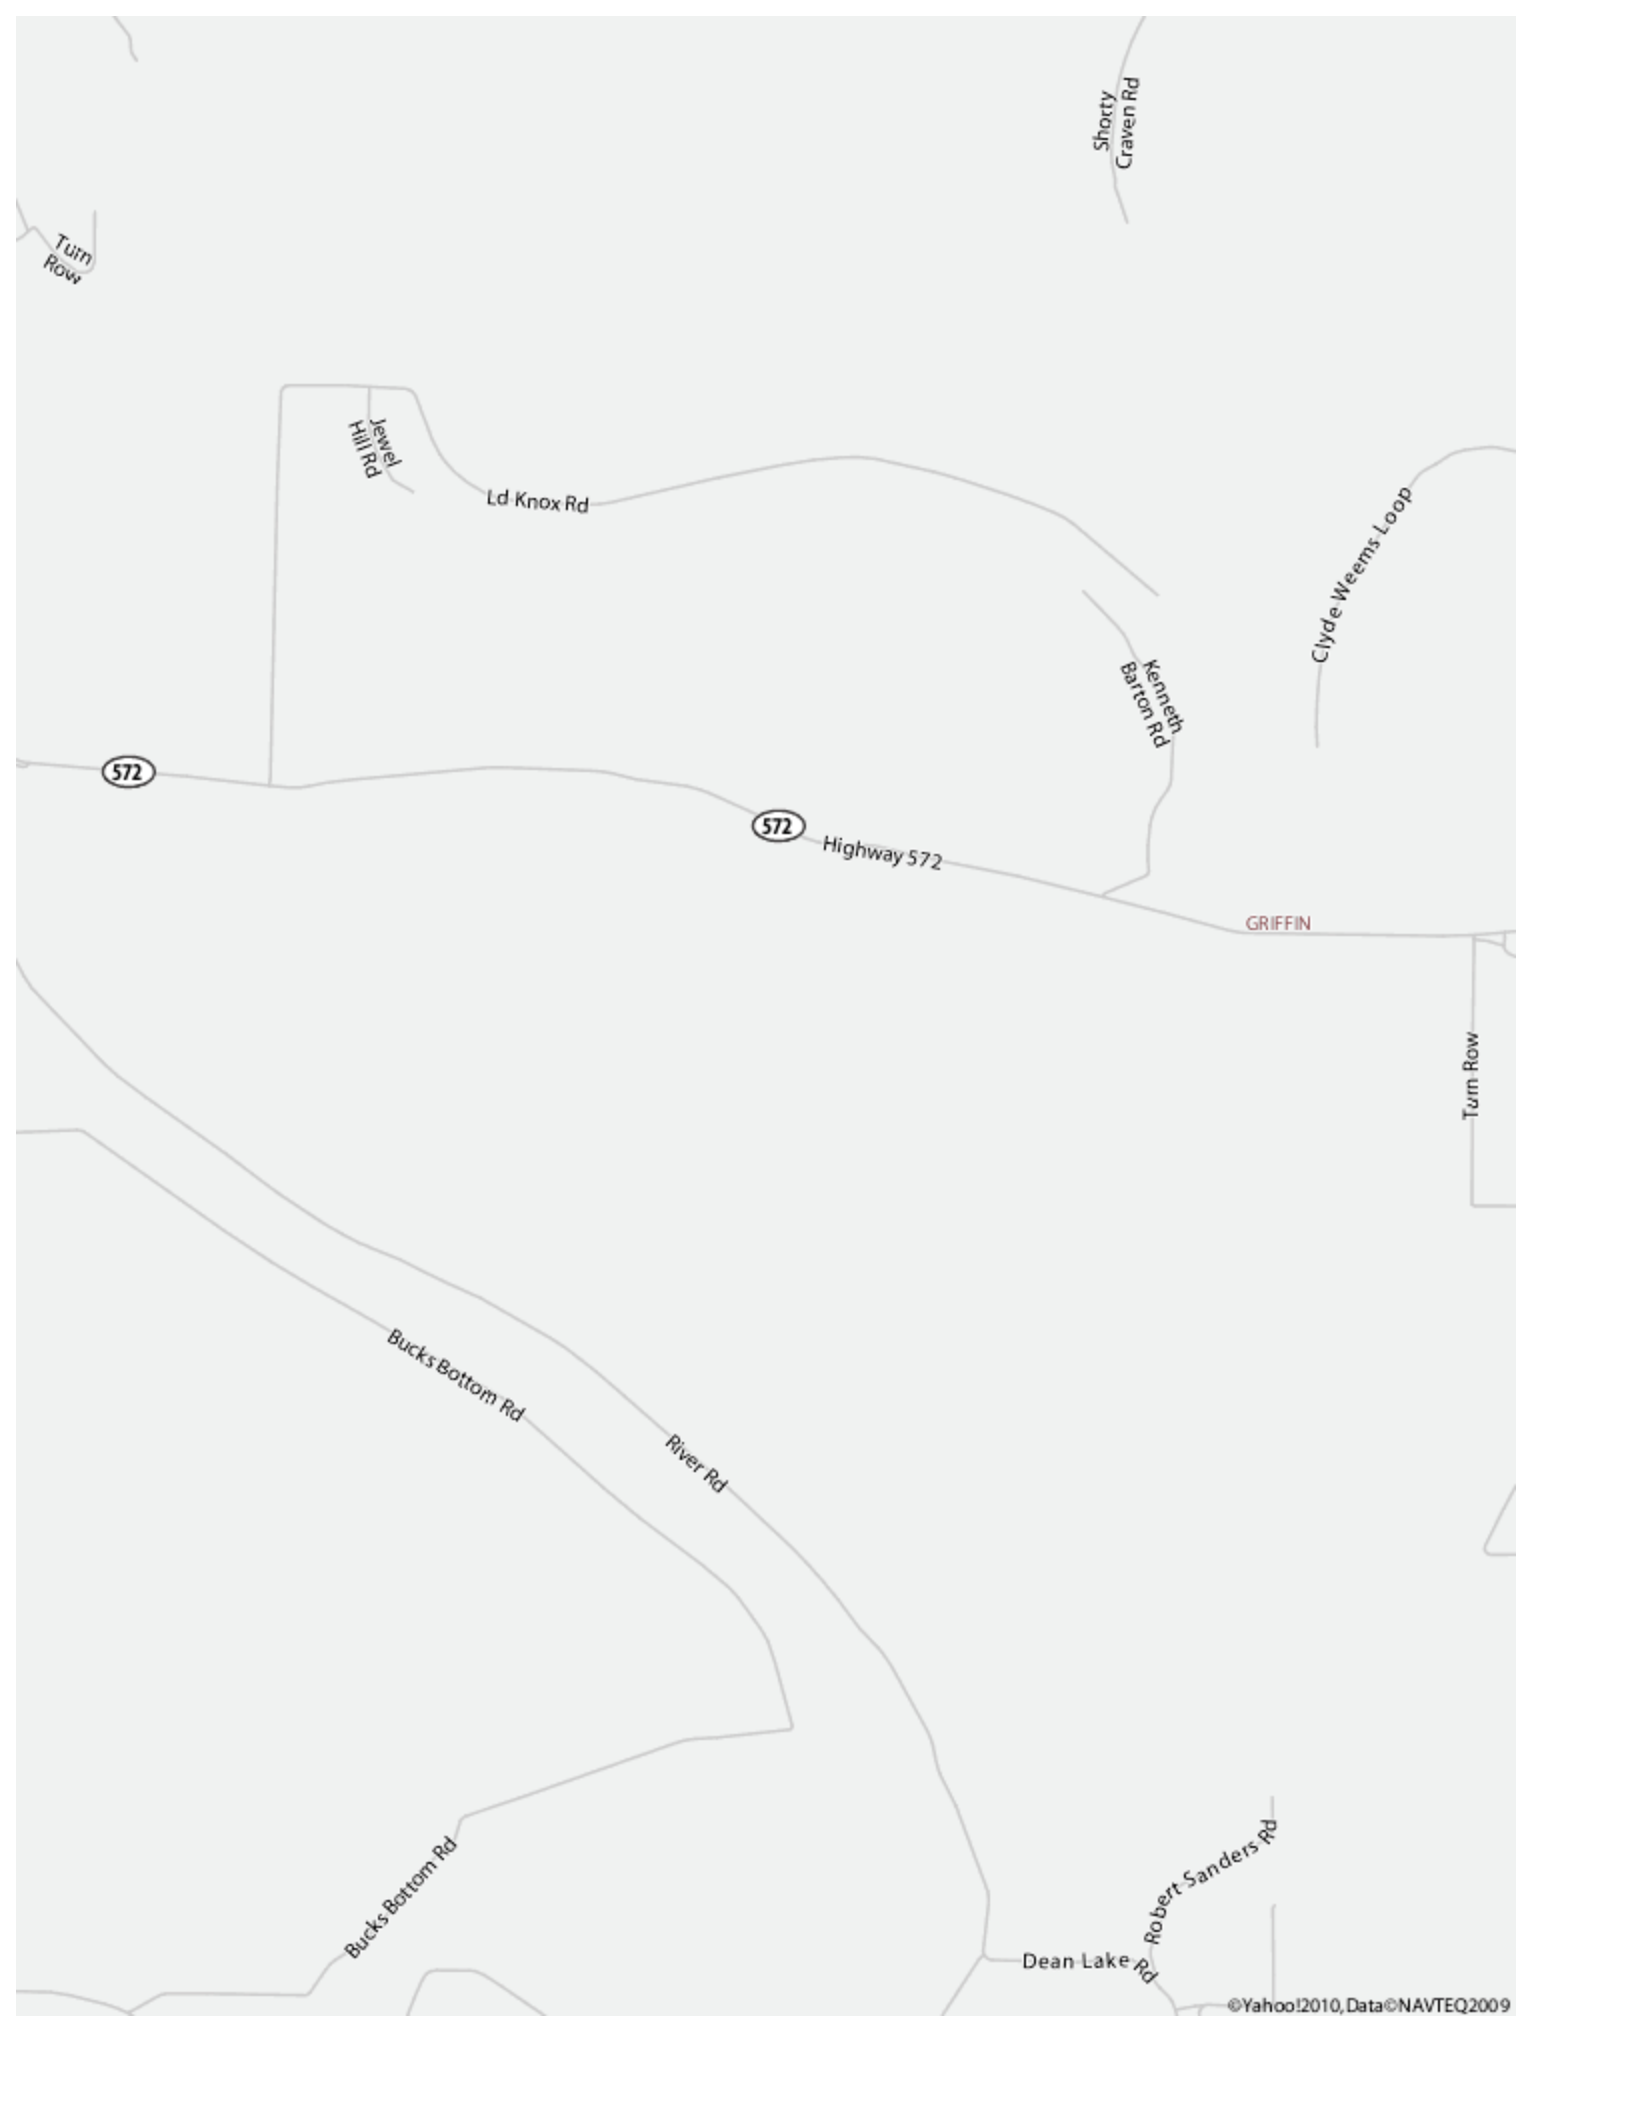 Shorty
Craven Rd
Turn
Row
Jewel
Hill Rd
Ld Knox Rd
Clyde Weems Loop
Kenneth
Barton Rd
572
572
Highway 572
GRIFFIN
Turn Row
Bucks Bottom Rd
River Rd
Robert Sanders Rd
Bucks Bottom Rd
Dean Lake Rd
©Yahoo!2010,Data©NAVTEQ2009